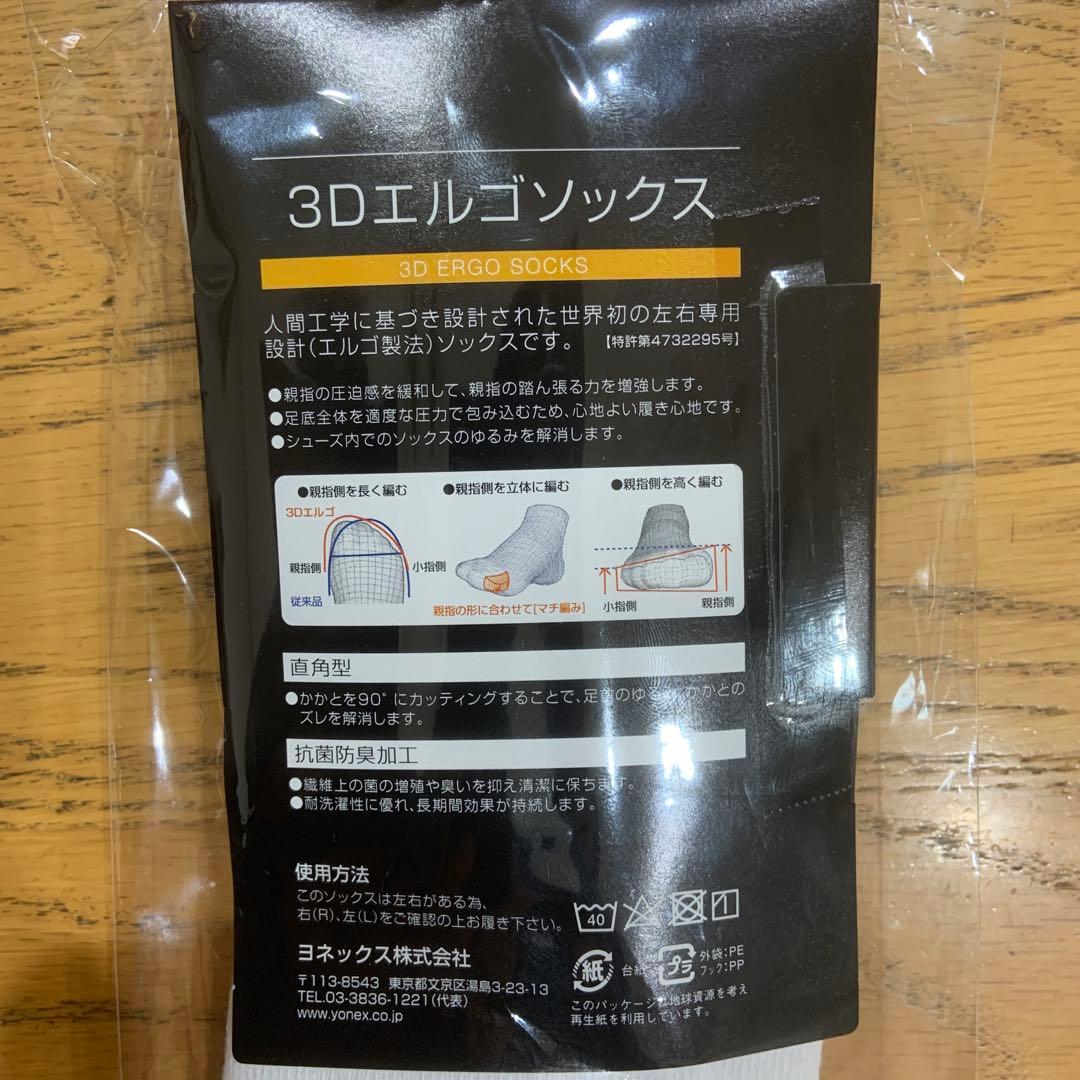 3Dエルゴソックス
3D ERGO SOCKS
人間工学に基づき設計された世界初の左右専用
設計(エルゴ製法)ソックスです。 【特許第4732295号】
●親指の圧迫感を緩和して、親指の踏ん張る力を増強します。
●足底全体を適度な圧力で包み込むため、心地よい履き心地です。
●シューズ内でのソックスのゆるみを解消します。
●親指側を長く編む ●親指側を立体に編む ●親指側を高く編む
3Dエルゴ
親指側 小指側
従来品
親指の形に合わせて[マチ編み]
小指側 親指側
直角型
●かかとを90°にカッティングすることで、足首のゆる かかとの
ズレを解消します。
抗菌防臭加工
●繊維上の菌の増殖や臭いを抑え清潔に保ちます。
●耐洗濯性に優れ、長期間効果が持続します。
使用方法
このソックスは左右がある為、
右(R)、左(L)をご確認の上お履き下さい。
40
ヨネックス株式会社
〒113-8543 東京都文京区湯島3-23-13
TEL.03-3836-1221(代表)
www.yonex.co.jp
紙 台紙 プラ 外袋:PE
フック:PP
このパッケージは地球資源を考え
再生紙を利用しています。